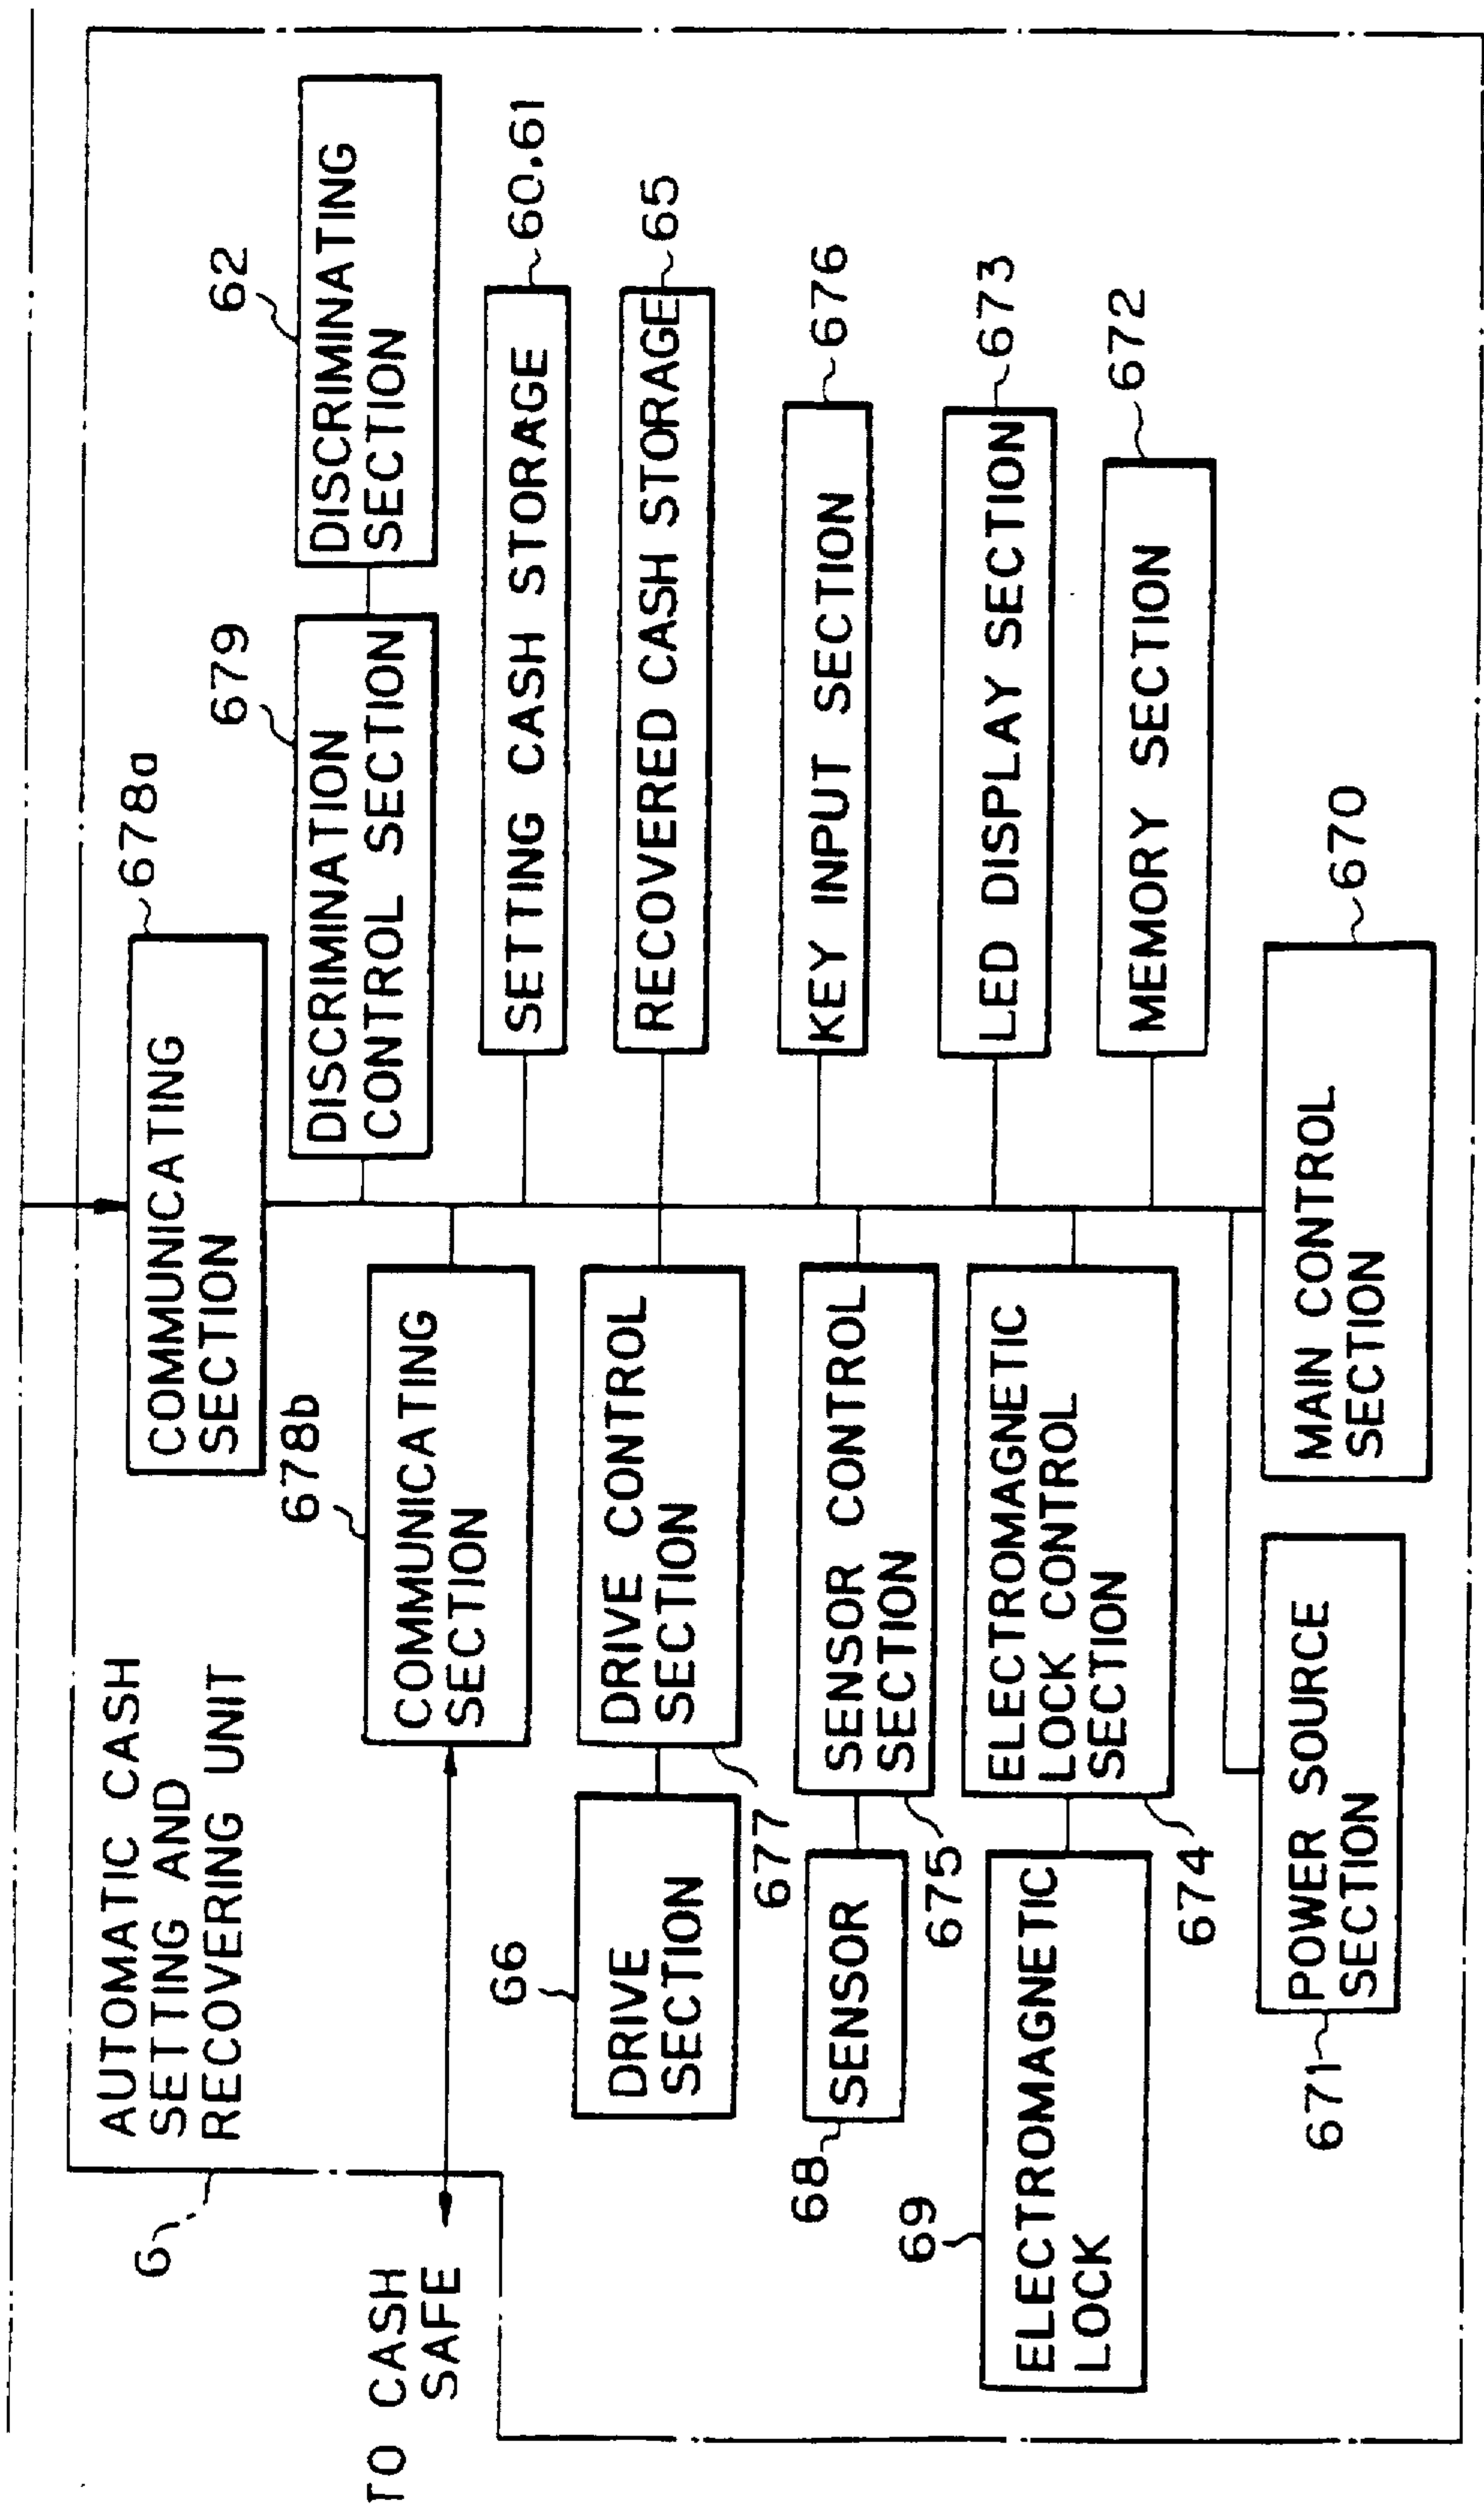 AUTOMATIC CASH
SETTING AND
RECOVERING UNIT
6
TO CASH
SAFE
COMMUNICATING
SECTION
678a
678b
COMMUNICATING
SECTION
679
DISCRIMINATION
CONTROL SECTION
62
DISCRIMINATING
SECTION
SETTING CASH STORAGE
60.61
66
DRIVE
SECTION
DRIVE CONTROL
SECTION
677
RECOVERED CASH STORAGE
65
KEY INPUT SECTION
676
68
SENSOR
SENSOR CONTROL
SECTION
675
LED DISPLAY SECTION
673
69
ELECTROMAGNETIC
LOCK
ELECTROMAGNETIC
LOCK CONTROL
SECTION
674
MEMORY SECTION
672
671
POWER SOURCE
SECTION
MAIN CONTROL
SECTION
670